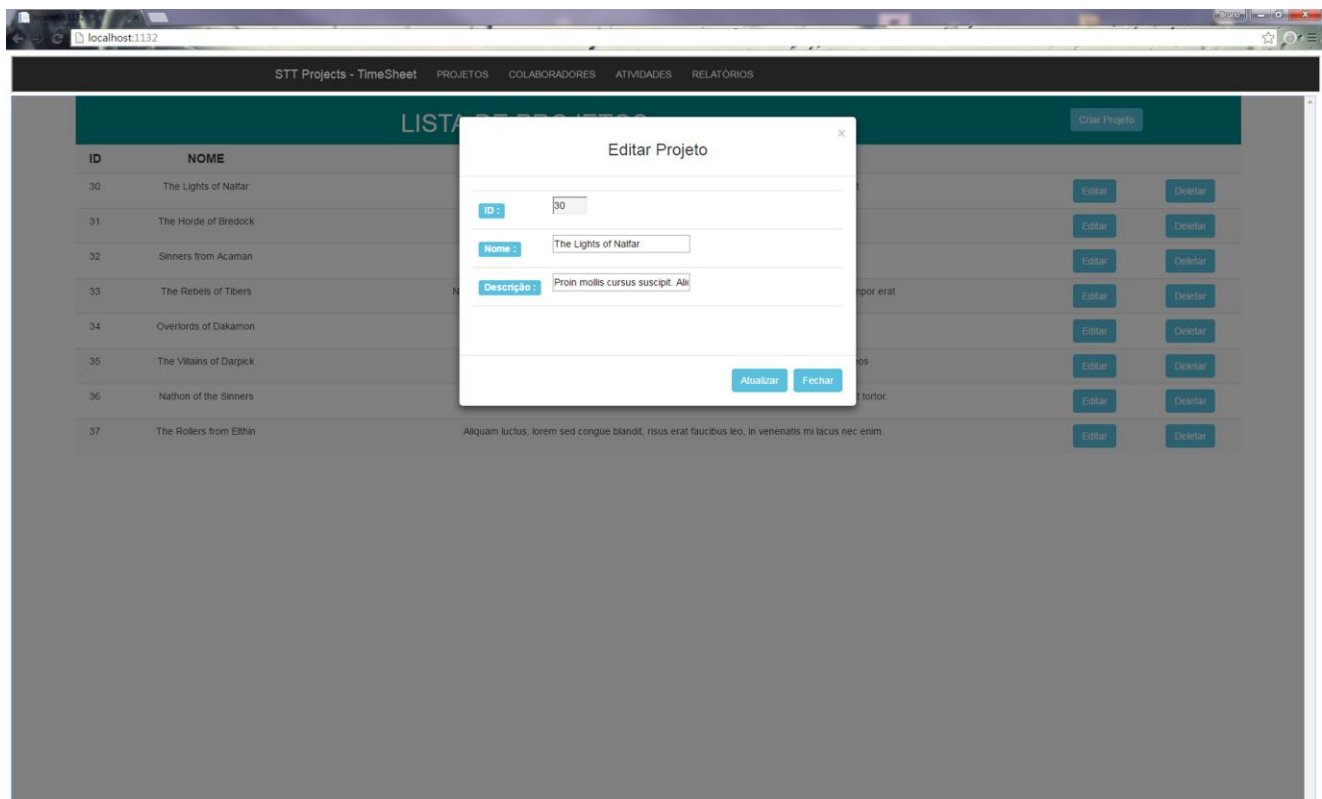 Bruno
localhost:1132
STT Projects - TimeSheet PROJETOS COLABORADORES ATIVIDADES RELATÓRIOS
LISTA DE PROJETOS
Criar Projeto
ID NOME
30 The Lights of Nalfar Editar Deletar
31 The Horde of Bredock Editar Deletar
32 Sinners from Acaman Editar Deletar
33 The Rebels of Tibers erat Editar Deletar
34 Overlords of Dakamon Editar Deletar
35 The Villains of Darpick Editar Deletar
36 Nathon of the Sinners tortor. Editar Deletar
37 The Rollers from Elthin Aliquam luctus, lorem sed congue blandit, risus erat faucibus leo, in venenatis mi lacus nec enim. Editar Deletar
Editar Projeto ×
ID : 30
Nome : The Lights of Nalfar
Descrição : Proin mollis cursus suscipit.
Atualizar Fechar